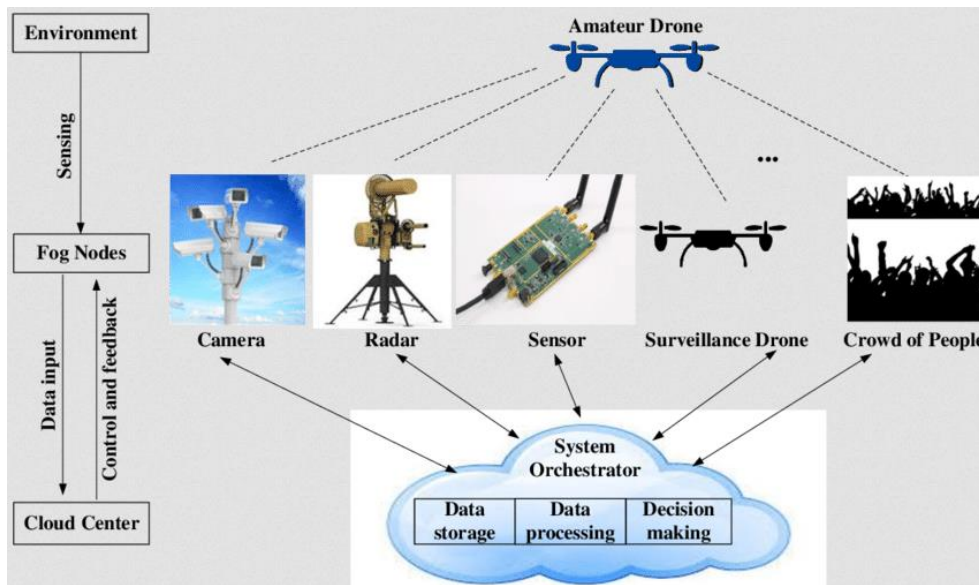 Environment
Amateur Drone
Sensing
...
Fog Nodes
Camera
Radar
Sensor
Surveillance Drone
Crowd of People
Data input
Control and feedback
System
Orchestrator
Cloud Center
Data
storage
Data
processing
Decision
making